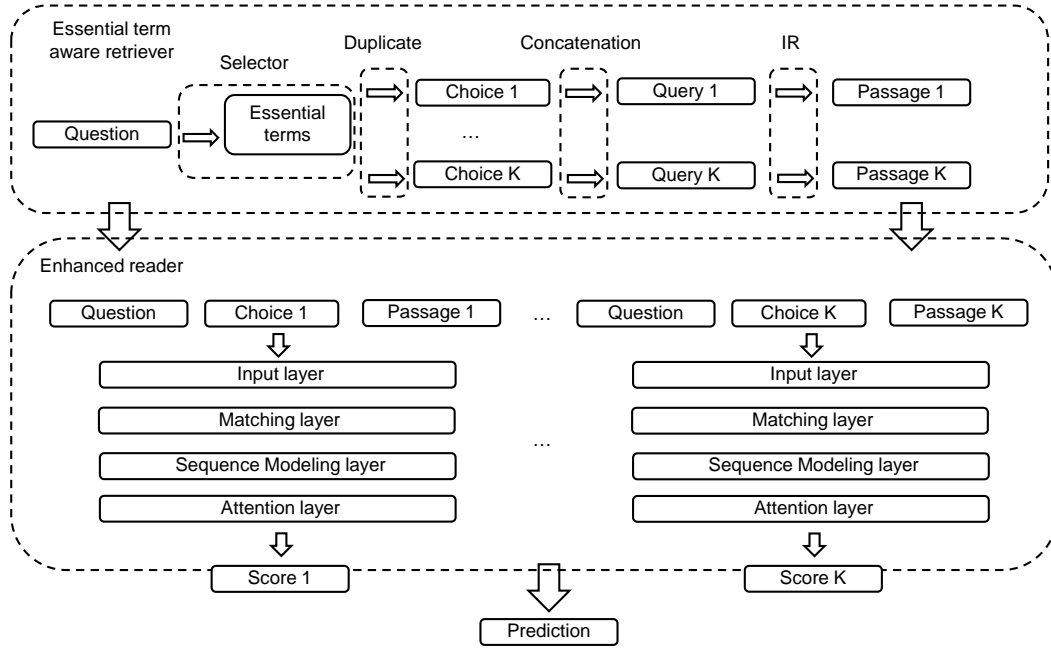 Essential term
aware retriever
Selector
Duplicate
Concatenation
IR
Question
Essential
terms
Choice 1
Query 1
Passage 1
...
Choice K
Query K
Passage K
Enhanced reader
Question
Choice 1
Passage 1
...
Question
Choice K
Passage K
Input layer
Input layer
Matching layer
Matching layer
...
Sequence Modeling layer
Sequence Modeling layer
Attention layer
Attention layer
Score 1
Score K
Prediction